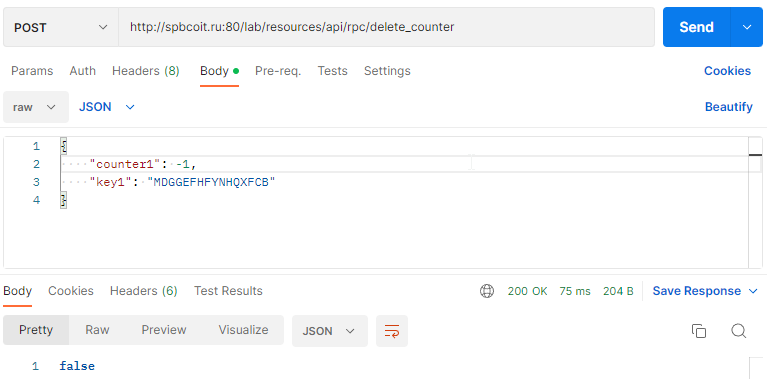 POST http://spbcoit.ru:80/lab/resources/api/rpc/delete_counter Send
Params Auth Headers (8) Body Pre-req. Tests Settings Cookies
raw JSON Beautify
1 {
2 "counter1": -1,
3 "key1": "MDGGEFHFYNHQXFCB"
4 }
Body Cookies Headers (6) Test Results 200 OK 75 ms 204 B Save Response
Pretty Raw Preview Visualize JSON
1 false